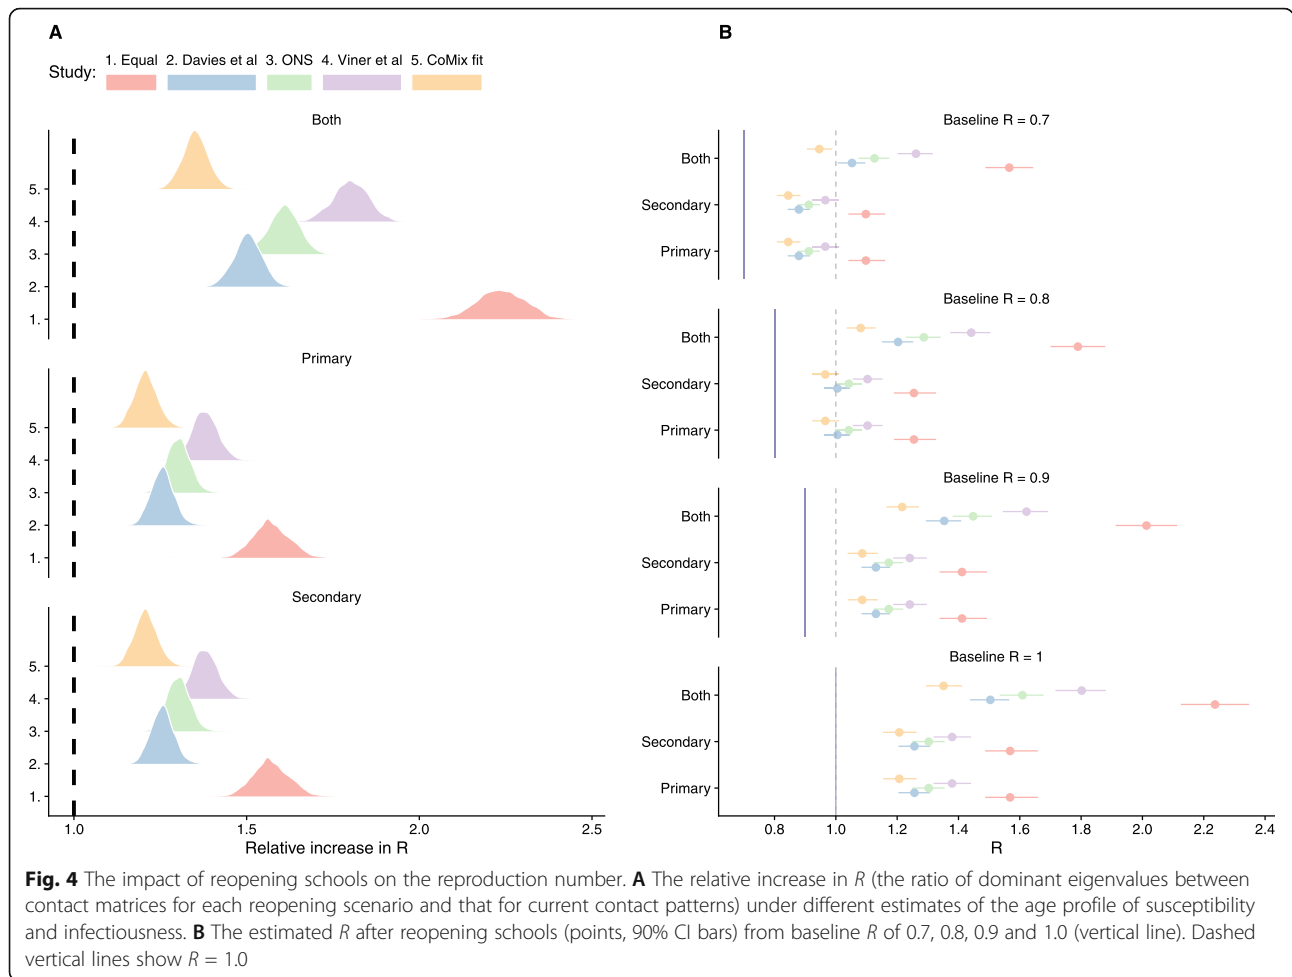 A
Study:
1. Equal 2. Davies et al 3. ONS 4. Viner et al 5. CoMix fit
Both
5.
4.
3.
2.
1.
Primary
5.
4.
3.
2.
1.
Secondary
5.
4.
3.
2.
1.
1.0 1.5 2.0 2.5
Relative increase in R
B
Baseline R = 0.7
Both
Secondary
Primary
Baseline R = 0.8
Both
Secondary
Primary
Baseline R = 0.9
Both
Secondary
Primary
Baseline R = 1
Both
Secondary
Primary
0.8 1.0 1.2 1.4 1.6 1.8 2.0 2.2 2.4
R
Fig. 4 The impact of reopening schools on the reproduction number. A The relative increase in R (the ratio of dominant eigenvalues between
contact matrices for each reopening scenario and that for current contact patterns) under different estimates of the age profile of susceptibility
and infectiousness. B The estimated R after reopening schools (points, 90% CI bars) from baseline R of 0.7, 0.8, 0.9 and 1.0 (vertical line). Dashed
vertical lines show R = 1.0